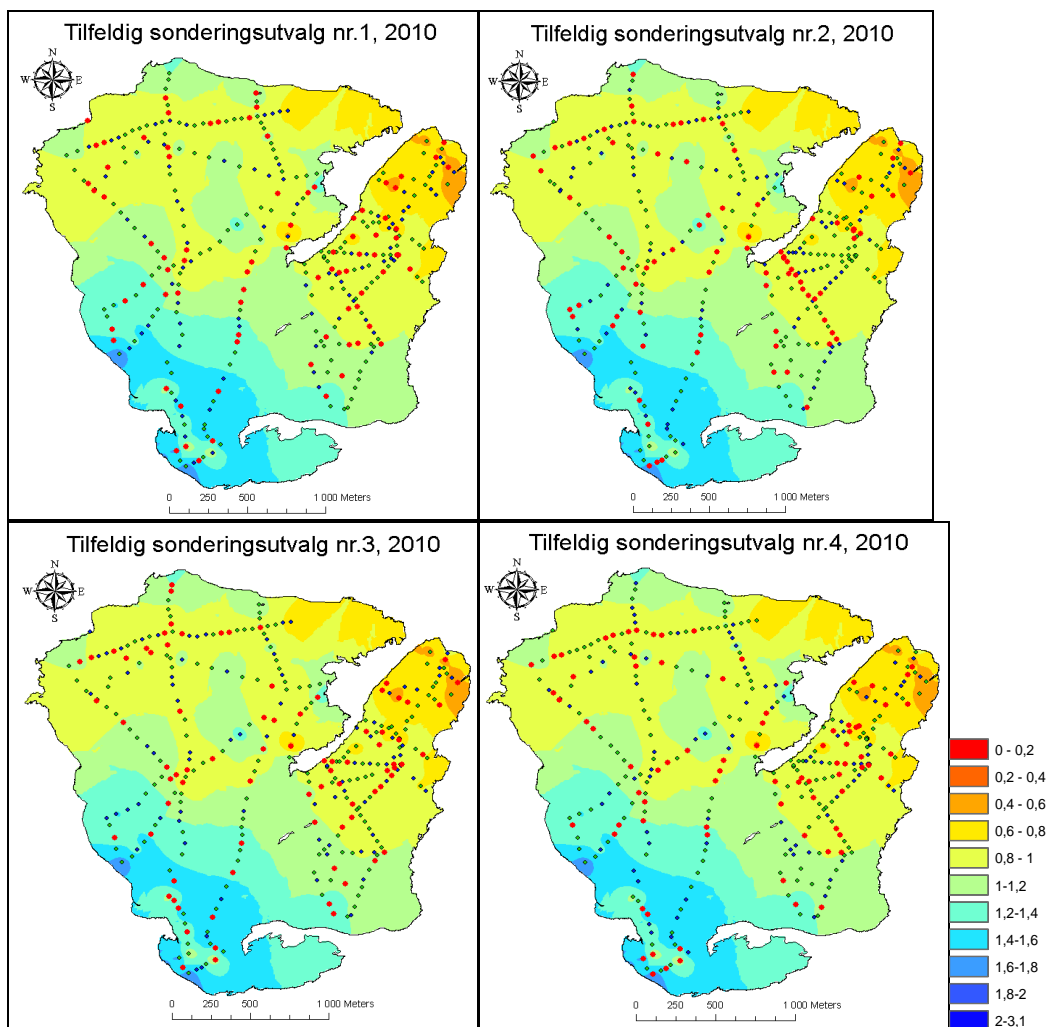 Tilfeldig sonderingsutvalg nr.1, 2010
N
W E
S
0 250 500 1 000 Meters
Tilfeldig sonderingsutvalg nr.2, 2010
N
W E
S
0 250 500 1 000 Meters
Tilfeldig sonderingsutvalg nr.3, 2010
N
W E
S
0 250 500 1 000 Meters
Tilfeldig sonderingsutvalg nr.4, 2010
N
W E
S
0 250 500 1 000 Meters
0 - 0,2
0,2 - 0,4
0,4 - 0,6
0,6 - 0,8
0,8 - 1
1-1,2
1,2-1,4
1,4-1,6
1,6-1,8
1,8-2
2-3,1